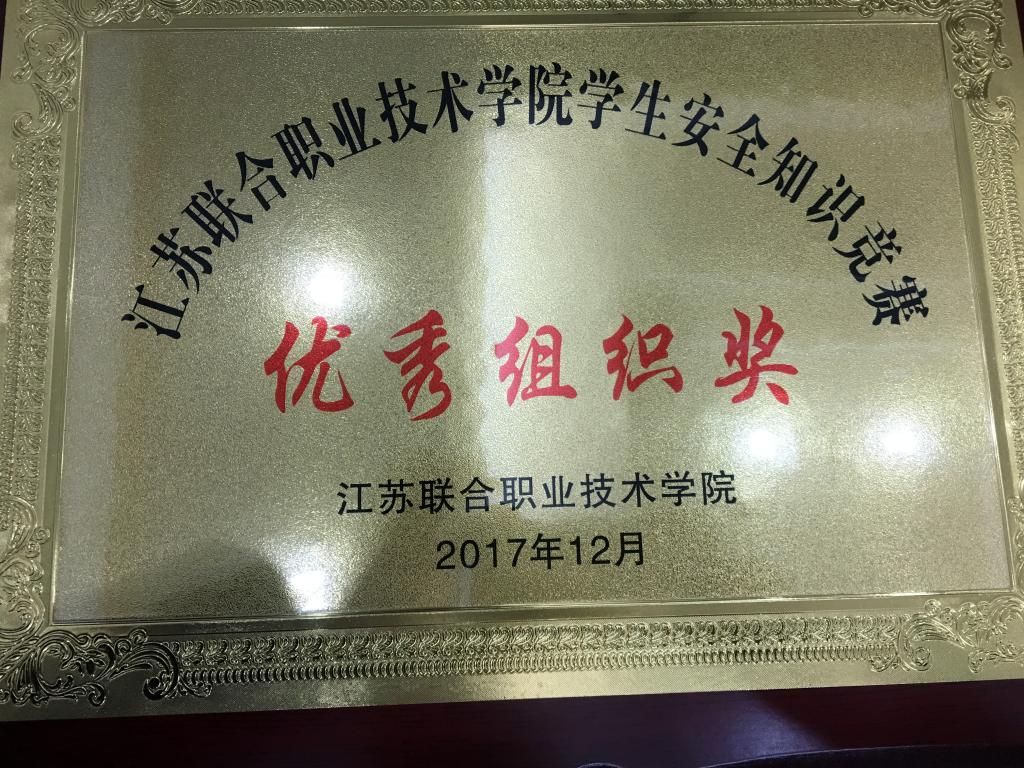 江苏联合职业技术学院学生安全知识竞赛
优秀组织奖
江苏联合职业技术学院
2017年12月